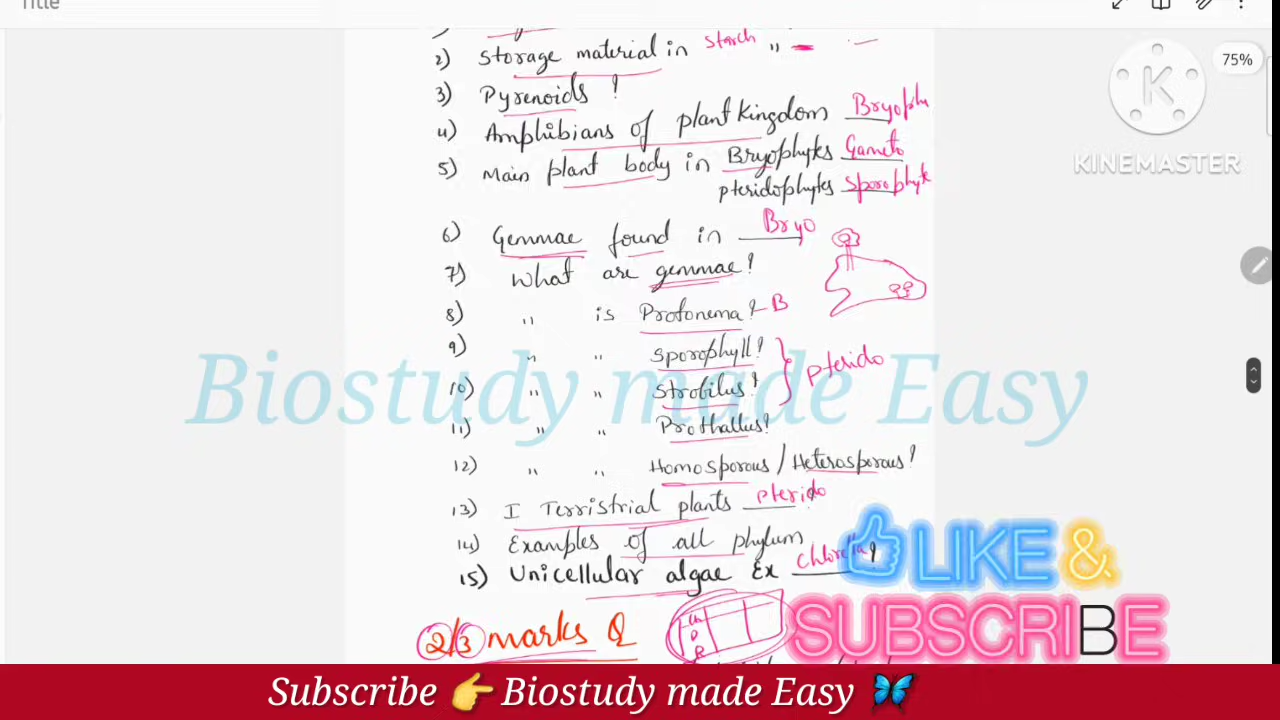 Title
75%
2) Storage material in starch "
3) Pyrenoids?
4) Amphibians of plant kingdom Bryoph
5) Main plant body in Bryophytes Gameto
pteridophytes Sporophyte
6) Gemmae found in Bryo
7) What are gemmae?
8) " is Protonema? B
9) " " Sporophyll?
10) " " Strobilus? } Pterido
11) " " Prothallus?
12) " " Homosporous / Heterosporous?
13) I Terristrial plants pterido
14) Examples of all phylum
15) Unicellular algae Ex chlorella?
2/3 marks Q
K
KINEMASTER
Biostudy made Easy
LIKE &
SUBSCRIBE
Subscribe 👉 Biostudy made Easy 🦋